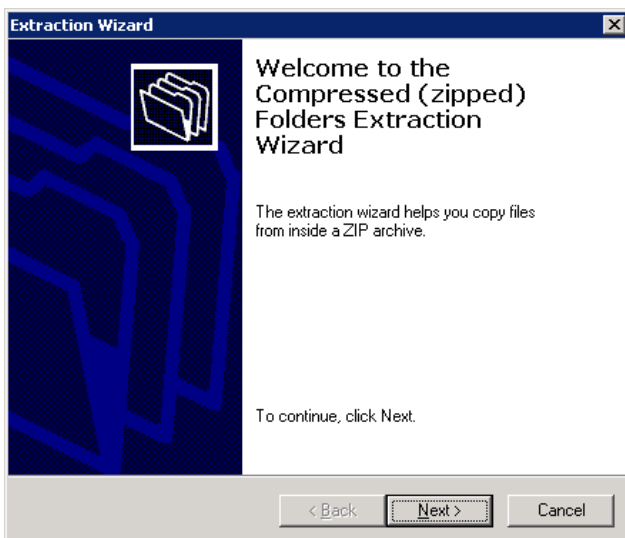 Extraction Wizard
Welcome to the
Compressed (zipped)
Folders Extraction
Wizard
The extraction wizard helps you copy files
from inside a ZIP archive.
To continue, click Next.
< Back Next > Cancel